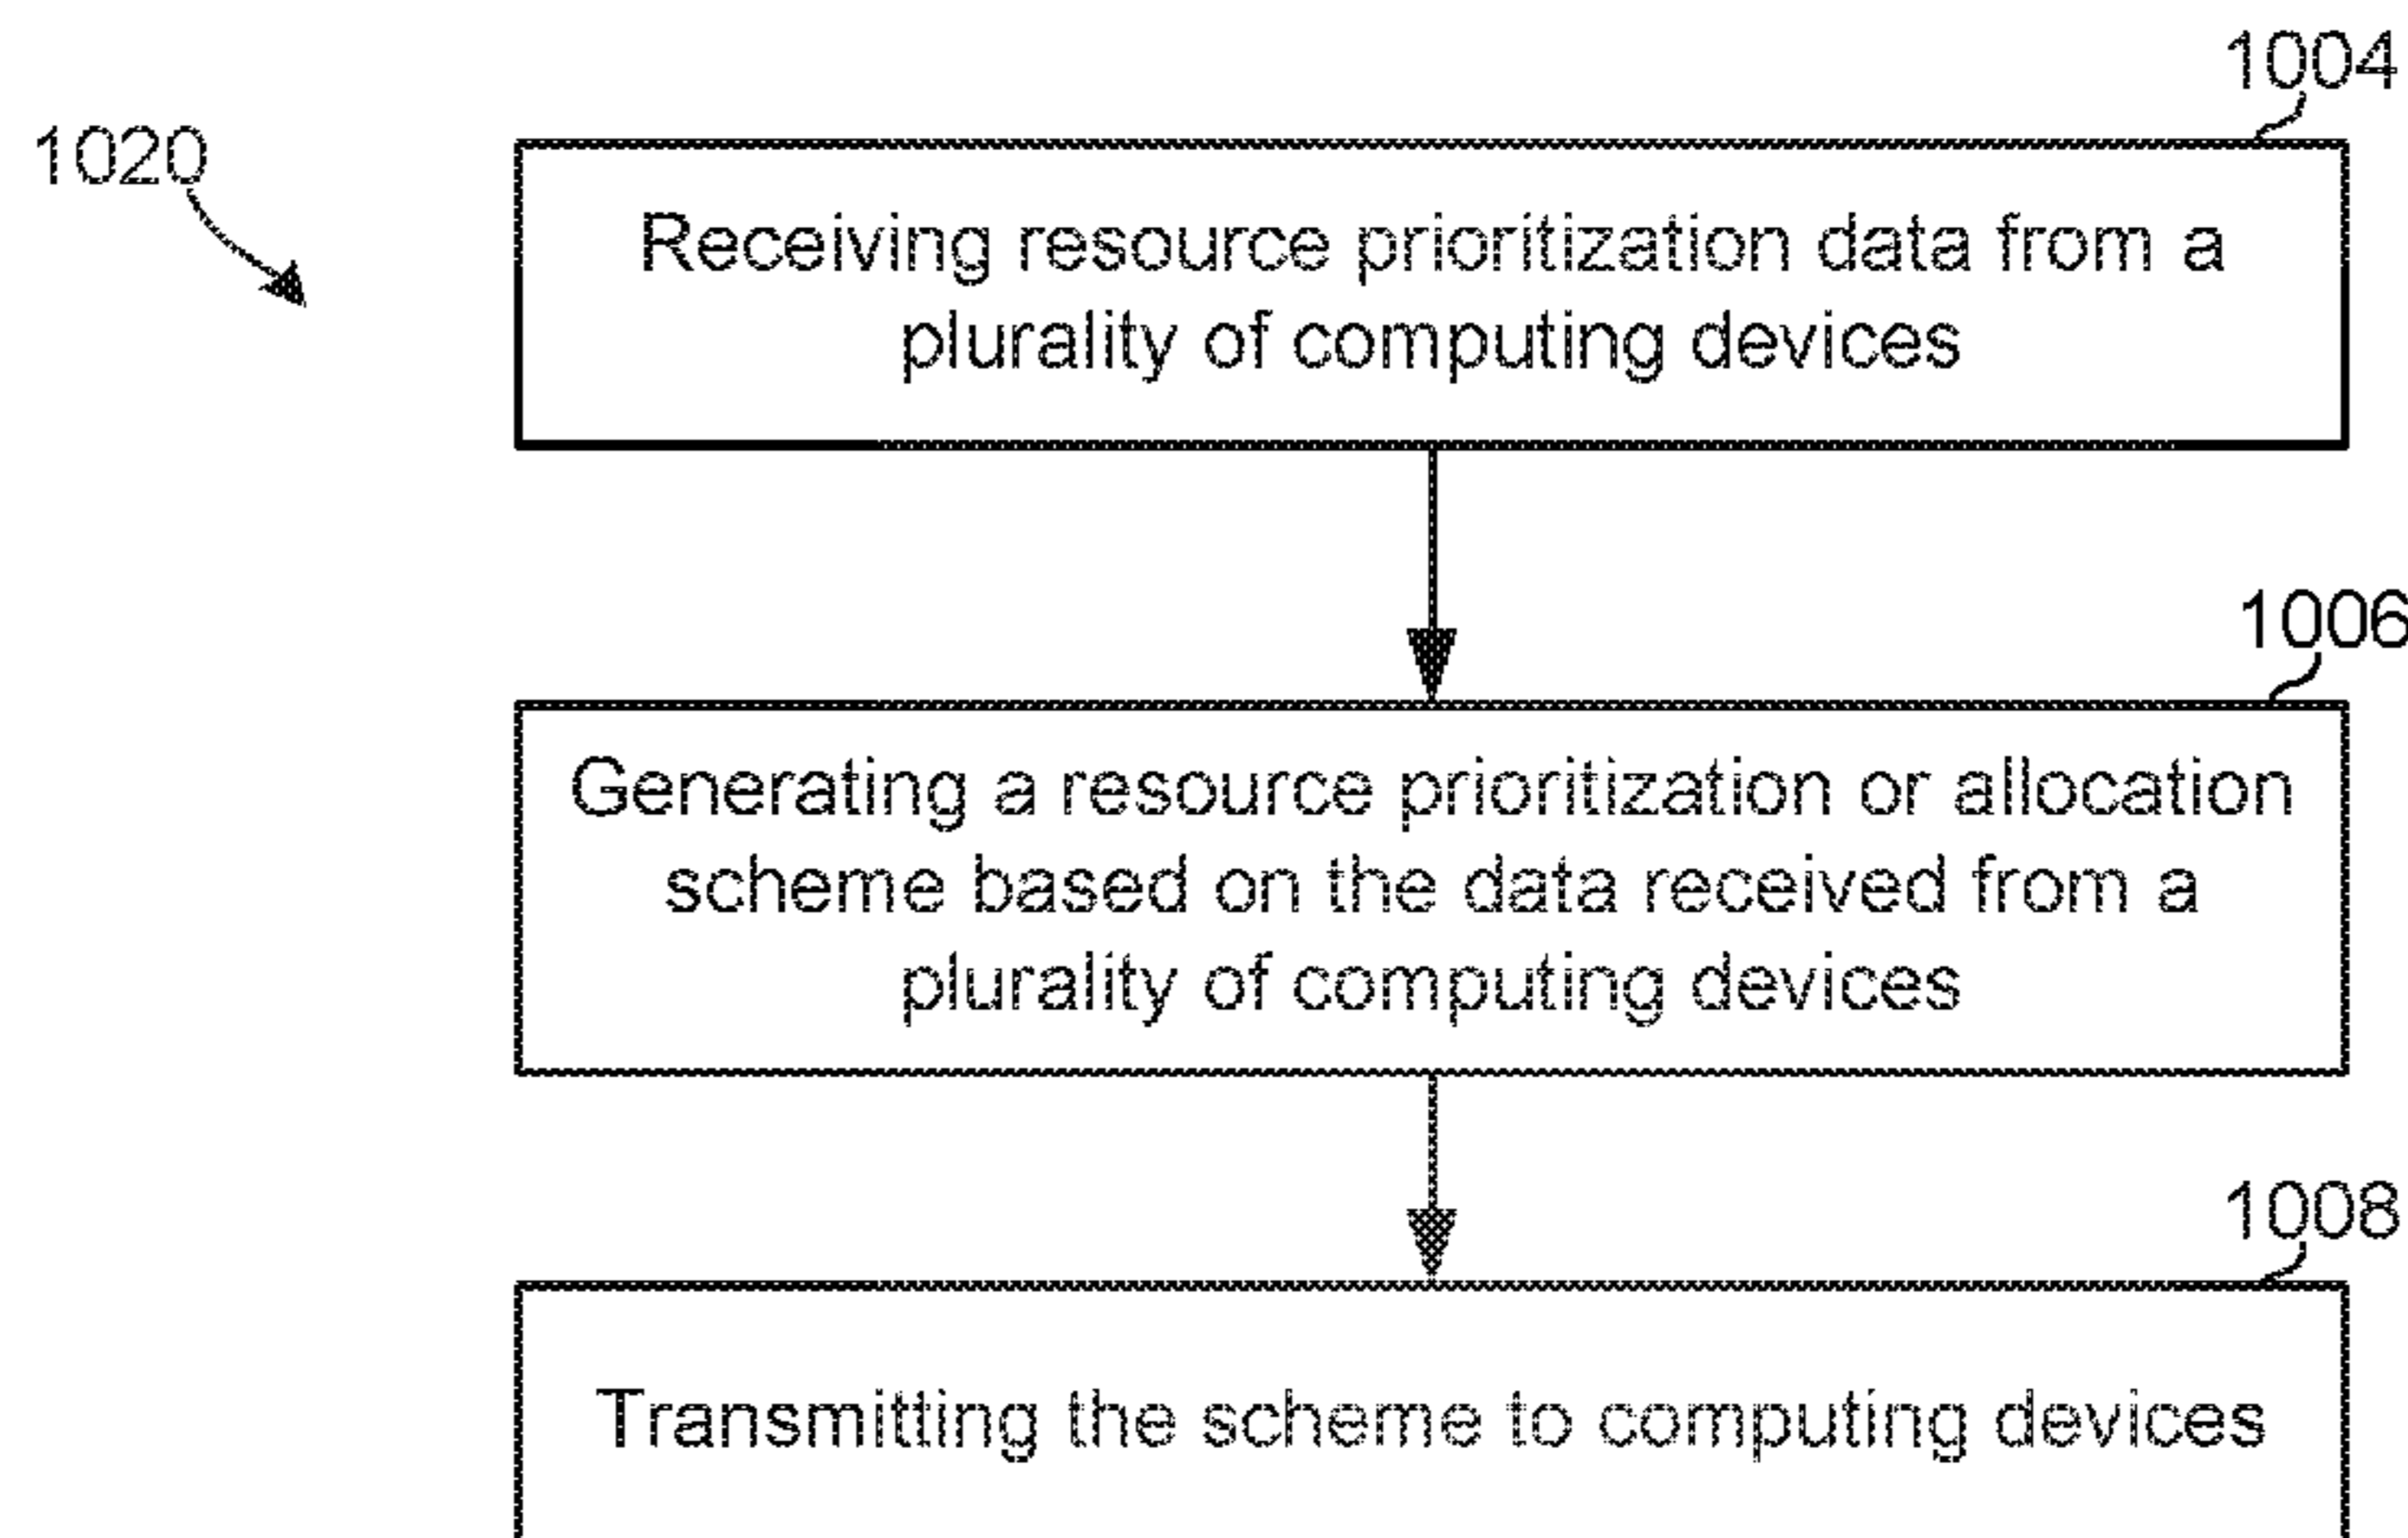 1004
1020
Receiving resource prioritization data from a
plurality of computing devices
1006
Generating a resource prioritization or allocation
scheme based on the data received from a
plurality of computing devices
1008
Transmitting the scheme to computing devices